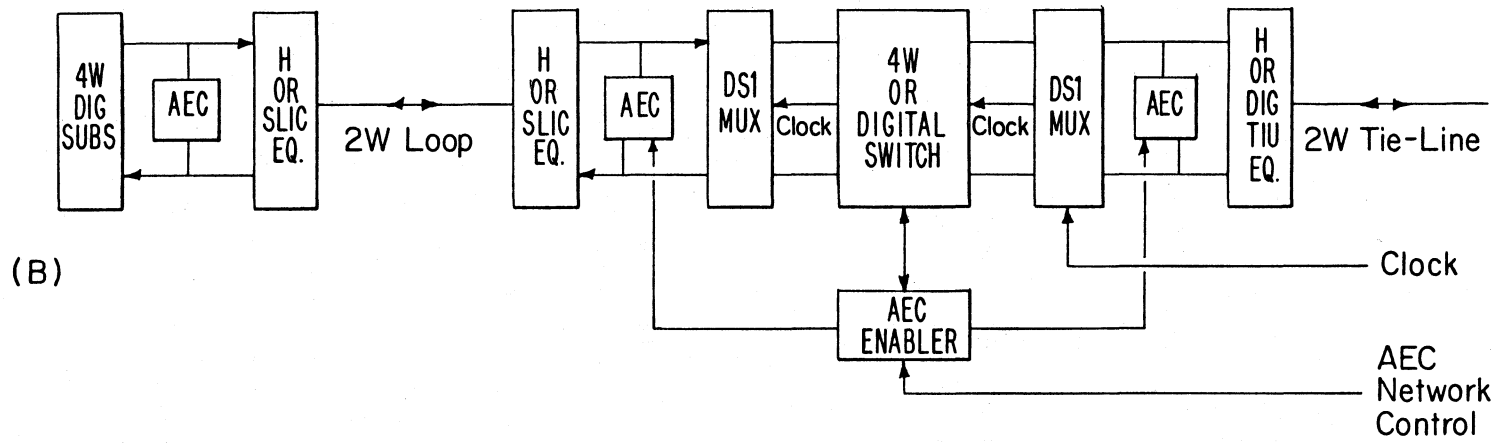 4W
DIG
SUBS
AEC
H
OR
SLIC
EQ.
2W Loop
H
OR
SLIC
EQ.
AEC
DS1
MUX
Clock
4W
OR
DIGITAL
SWITCH
Clock
DS1
MUX
AEC
H
OR
DIG
TIU
EQ.
2W Tie-Line
(B)
Clock
AEC
ENABLER
AEC
Network
Control